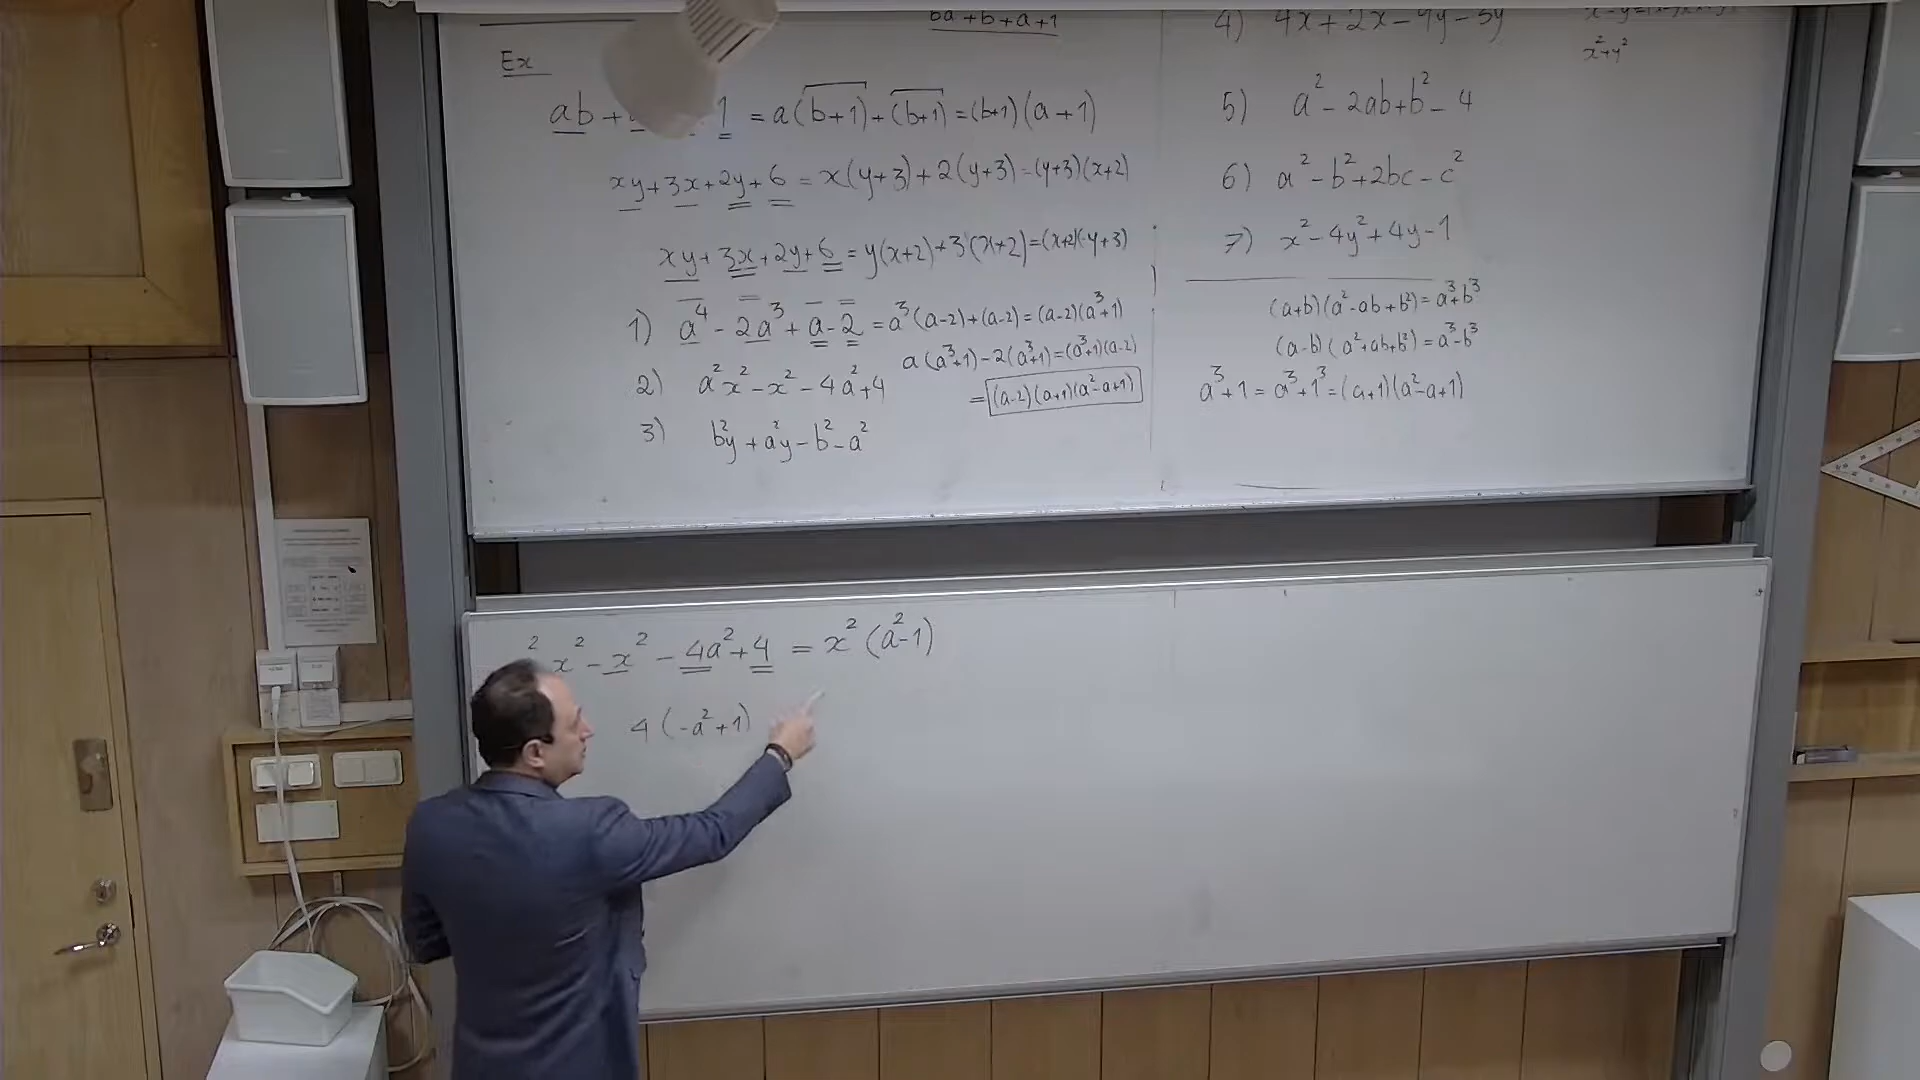 ba+b+a+1
Ex
ab + 1 = a(b+1)+(b+1)=(b+1)(a+1)
xy+3x+2y+6 = x(y+3)+2(y+3)=(y+3)(x+2)
xy+3x+2y+6 = y(x+2)+3(x+2)=(x+2)(y+3)
1) a⁴ - 2a³ + a - 2 = a³(a-2)+(a-2)=(a-2)(a³+1)
a(a³+1)-2(a³+1)=(a³+1)(a-2)
= (a-2)(a+1)(a²-a+1)
2) a²x² - x² - 4a² + 4
3) b²y + a²y - b² - a²
4) 4x + 2x - 4y - 5y
x²+y²
5) a² - 2ab + b² - 4
6) a² - b² + 2bc - c²
7) x² - 4y² + 4y - 1
(a+b)(a²-ab+b²)=a³+b³
(a-b)(a²+ab+b²)=a³-b³
a³+1 = a³+1³=(a+1)(a²-a+1)
² x² - x² - 4a² + 4 = x²(a²-1)
4(-a²+1)